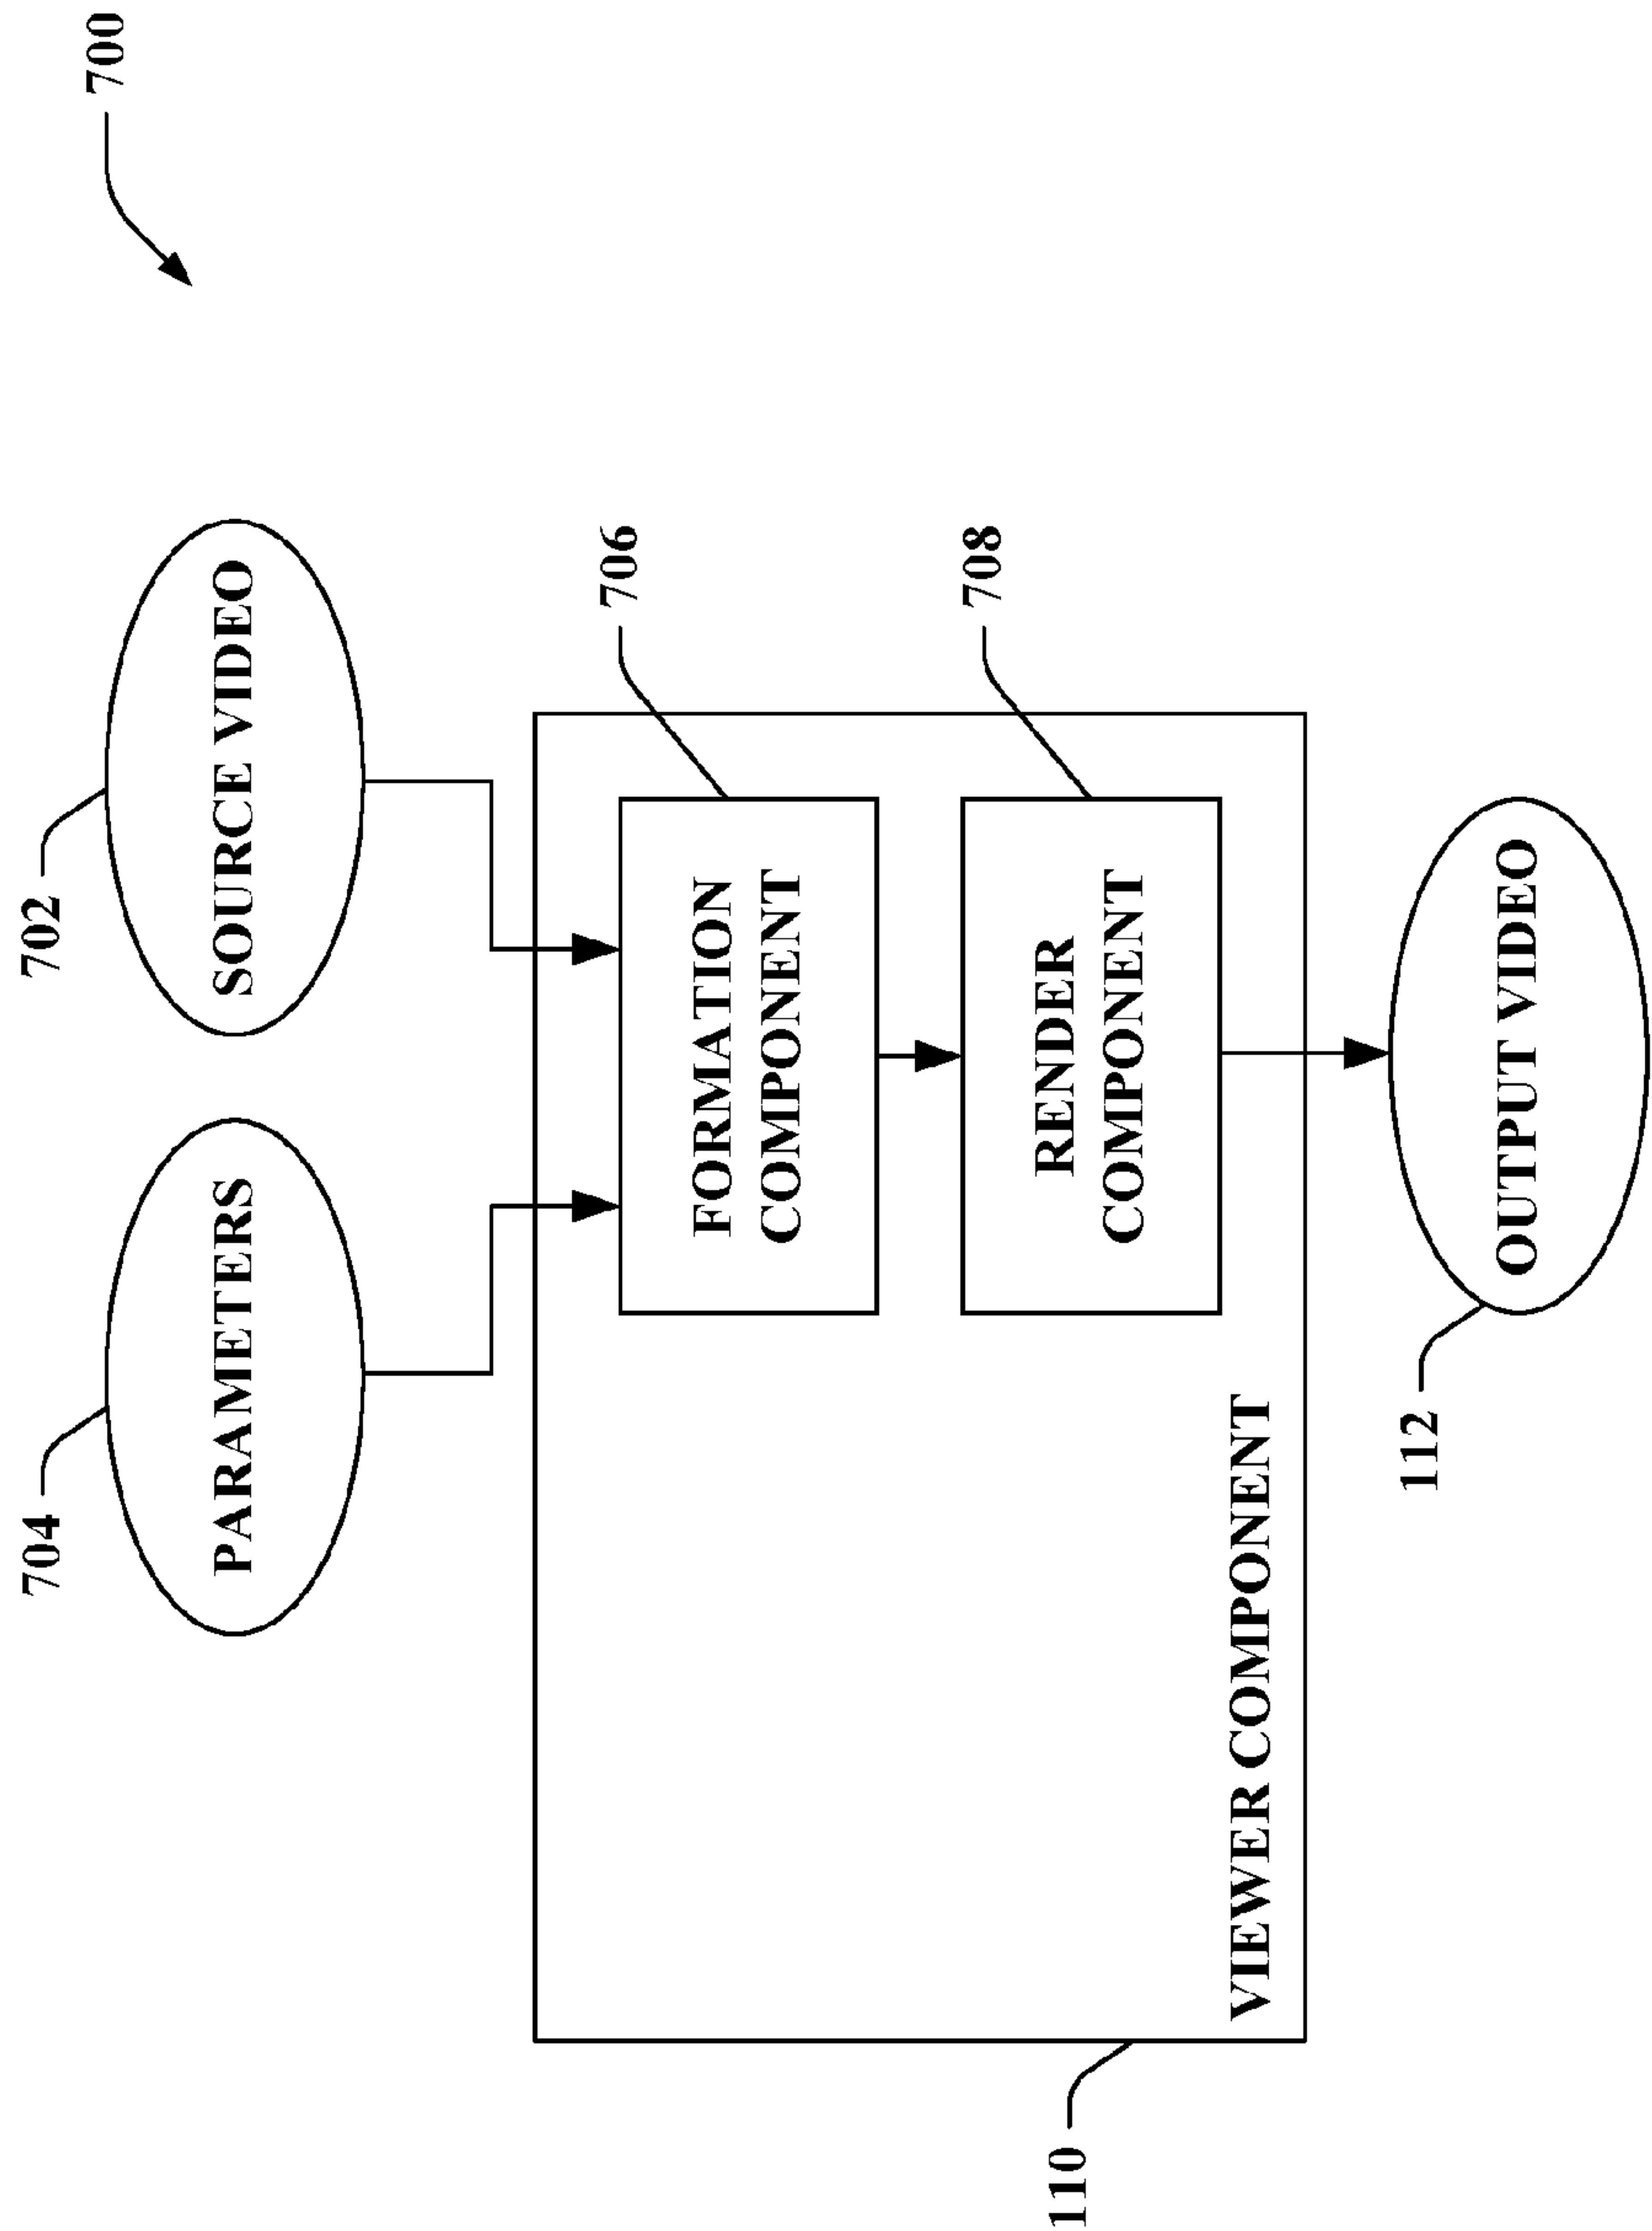 700
704
702
PARAMETERS
SOURCE VIDEO
706
FORMATION
COMPONENT
708
RENDER
COMPONENT
110
VIEWER COMPONENT
112
OUTPUT VIDEO